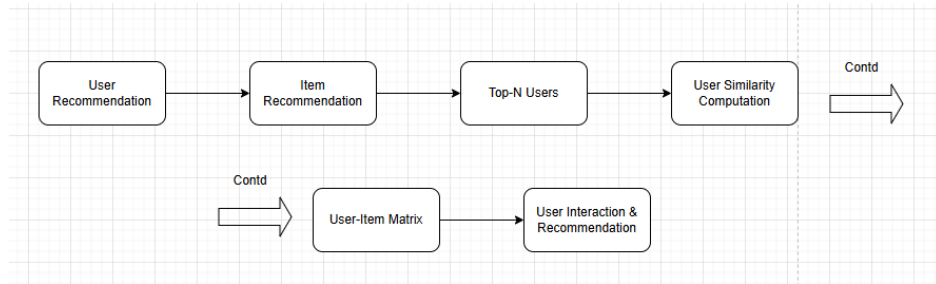 User
Recommendation
Item
Recommendation
Top-N Users
User Similarity
Computation
Contd
Contd
User-Item Matrix
User Interaction &
Recommendation